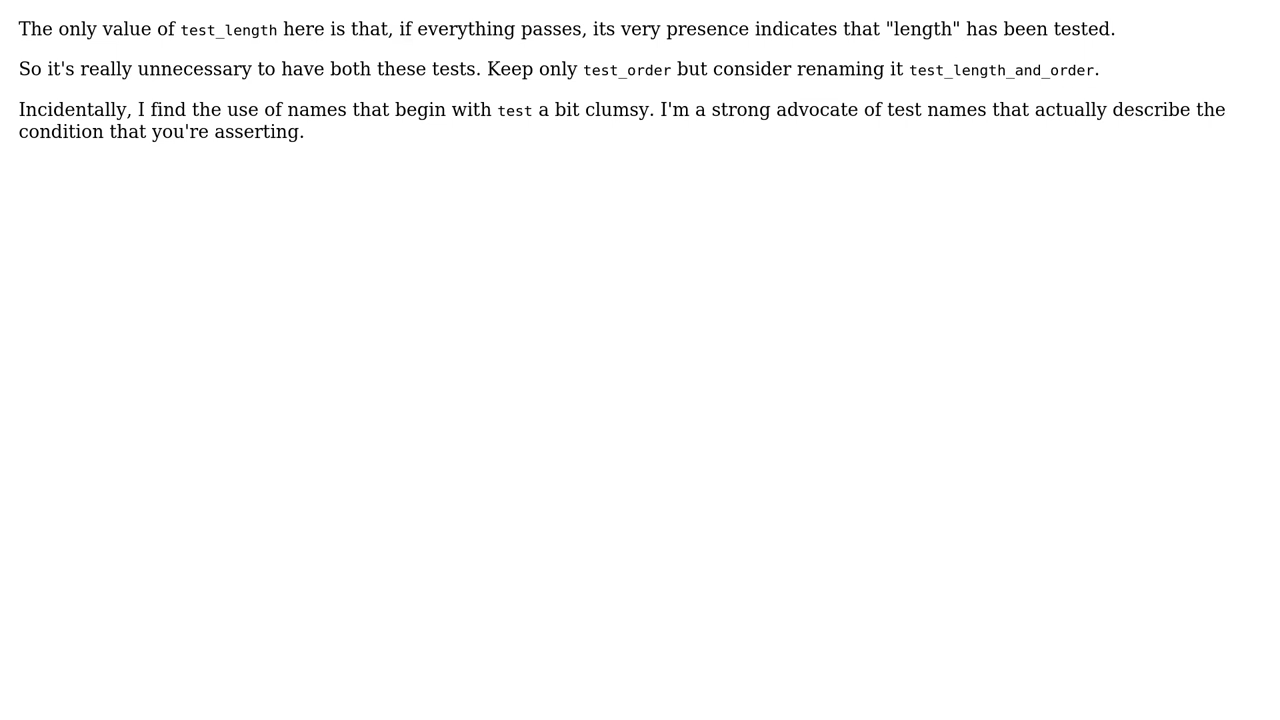 The only value of test_length here is that, if everything passes, its very presence indicates that "length" has been tested.
So it's really unnecessary to have both these tests. Keep only test_order but consider renaming it test_length_and_order.
Incidentally, I find the use of names that begin with test a bit clumsy. I'm a strong advocate of test names that actually describe the
condition that you're asserting.